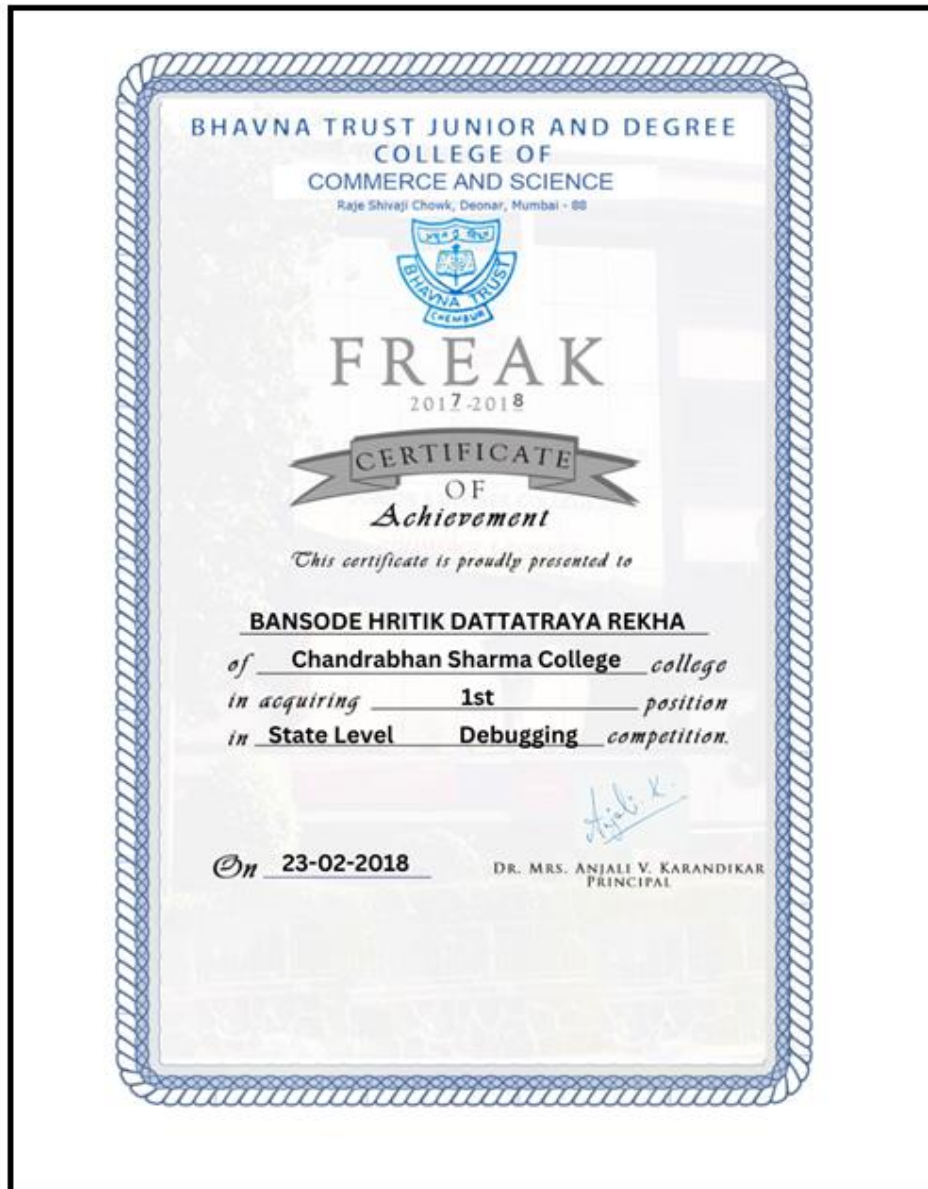 BHAVNA TRUST JUNIOR AND DEGREE
COLLEGE OF
COMMERCE AND SCIENCE
Raje Shivaji Chowk, Deonar, Mumbai - 88
BHAVNA TRUST
CHEMBUR
FREAK
2017-2018
CERTIFICATE
OF
Achievement
This certificate is proudly presented to
BANSODE HRITIK DATTATRAYA REKHA
of Chandrabhan Sharma College college
in acquiring 1st position
in State Level Debugging competition.
Anjali. K.
On 23-02-2018
DR. MRS. ANJALI V. KARANDIKAR
PRINCIPAL